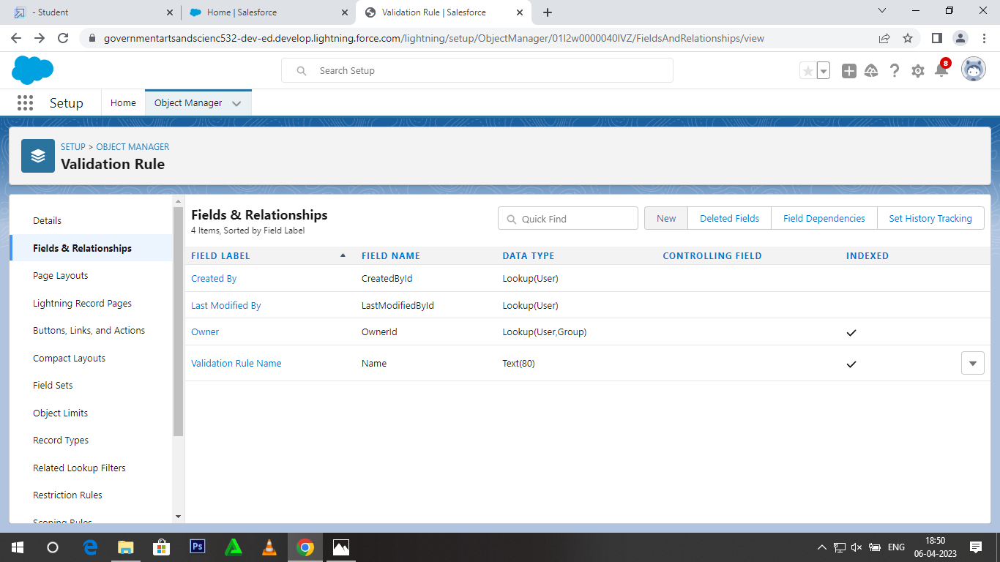 - Student
Home | Salesforce
Validation Rule | Salesforce
governmentartsandscienc532-dev-ed.develop.lightning.force.com/lightning/setup/ObjectManager/01I2w0000040IVZ/FieldsAndRelationships/view
Search Setup
8
Setup
Home
Object Manager
SETUP > OBJECT MANAGER
Validation Rule
Details
Fields & Relationships
Page Layouts
Lightning Record Pages
Buttons, Links, and Actions
Compact Layouts
Field Sets
Object Limits
Record Types
Related Lookup Filters
Restriction Rules
Scoping Rules
Fields & Relationships
4 Items, Sorted by Field Label
Quick Find
New
Deleted Fields
Field Dependencies
Set History Tracking
FIELD LABEL FIELD NAME DATA TYPE CONTROLLING FIELD INDEXED
Created By CreatedById Lookup(User)
Last Modified By LastModifiedById Lookup(User)
Owner OwnerId Lookup(User,Group)
Validation Rule Name Name Text(80)
Ps
ENG
18:50
06-04-2023